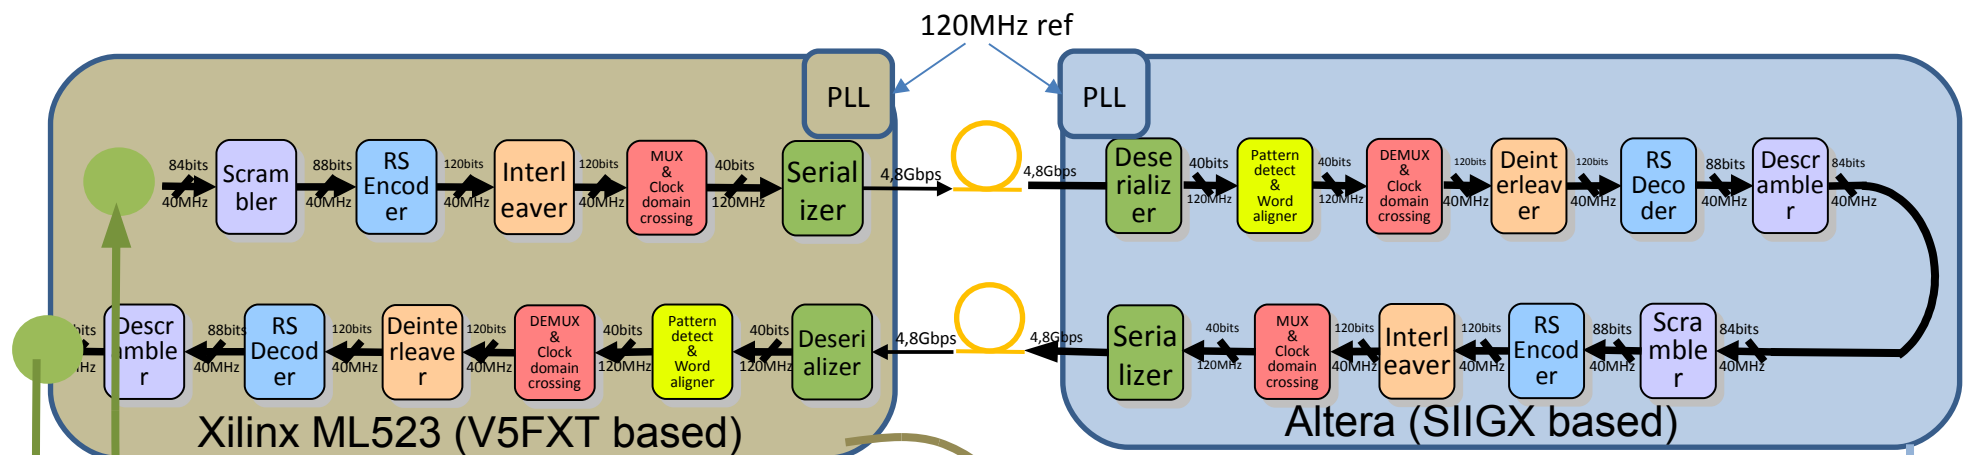 120MHz ref
PLL
PLL
84bits
40MHz
Scram
bler
88bits
40MHz
RS
Encod
er
120bits
40MHz
Interl
eaver
120bits
40MHz
MUX
&
Clock
domain
crossing
40bits
120MHz
Serial
izer
4,8Gbps
4,8Gbps
Dese
rializ
er
40bits
120MHz
Pattern
detect
&
Word
aligner
40bits
120MHz
DEMUX
&
Clock
domain
crossing
120bits
40MHz
Deint
erleav
er
120bits
40MHz
RS
Deco
der
88bits
40MHz
Descr
amble
r
84bits
40MHz
bits
Hz
Descr
amble
r
88bits
40MHz
RS
Decod
er
120bits
40MHz
Deinte
rleave
r
120bits
40MHz
DEMUX
&
Clock
domain
crossing
40bits
120MHz
Pattern
detect
&
Word
aligner
40bits
120MHz
Deseri
alizer
4,8Gbps
4,8Gbps
Seria
lizer
40bits
120MHz
MUX
&
Clock
domain
crossing
120bits
40MHz
Interl
eaver
120bits
40MHz
RS
Encod
er
88bits
40MHz
Scra
mble
r
84bits
40MHz
Xilinx ML523 (V5FXT based)
Altera (SIIGX based)